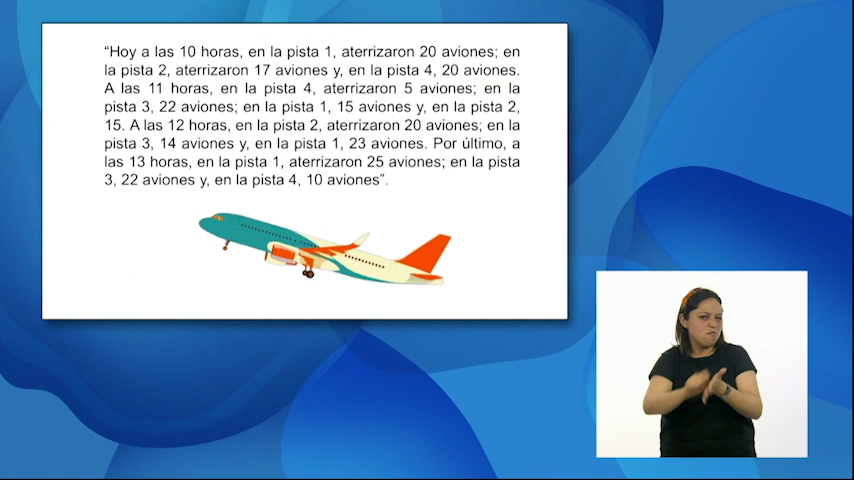 “Hoy a las 10 horas, en la pista 1, aterrizaron 20 aviones; en
la pista 2, aterrizaron 17 aviones y, en la pista 4, 20 aviones.
A las 11 horas, en la pista 4, aterrizaron 5 aviones; en la
pista 3, 22 aviones; en la pista 1, 15 aviones y, en la pista 2,
15. A las 12 horas, en la pista 2, aterrizaron 20 aviones; en la
pista 3, 14 aviones y, en la pista 1, 23 aviones. Por último, a
las 13 horas, en la pista 1, aterrizaron 25 aviones; en la pista
3, 22 aviones y, en la pista 4, 10 aviones”.